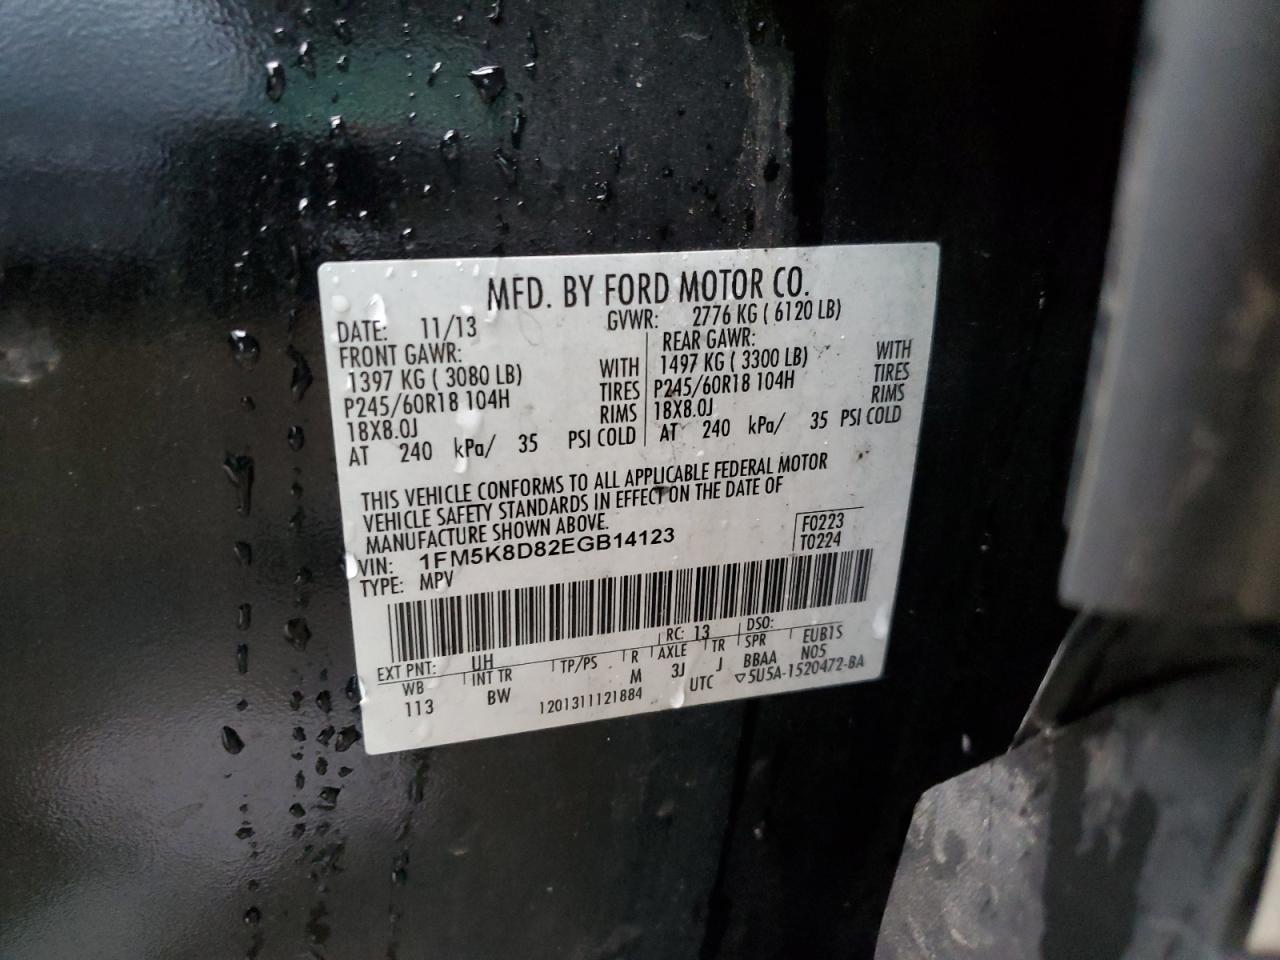 MFD. BY FORD MOTOR CO.
DATE: 11/13 GVWR: 2776 KG ( 6120 LB)
FRONT GAWR: REAR GAWR:
1397 KG ( 3080 LB) WITH 1497 KG ( 3300 LB) WITH
P245/60R18 104H TIRES P245/60R18 104H TIRES
18X8.0J RIMS 18X8.0J RIMS
AT 240 kPa/ 35 PSI COLD AT 240 kPa/ 35 PSI COLD
THIS VEHICLE CONFORMS TO ALL APPLICABLE FEDERAL MOTOR
VEHICLE SAFETY STANDARDS IN EFFECT ON THE DATE OF
MANUFACTURE SHOWN ABOVE.
VIN: 1FM5K8D82EGB14123 F0223
TYPE: MPV T0224
EXT PNT: UH RC: 13 DSO:
WB INT TR TP/PS R AXLE TR SPR EUB1S
113 BW M 3J J BBAA N05
1201311121884 UTC ▽5U5A-1520472-BA